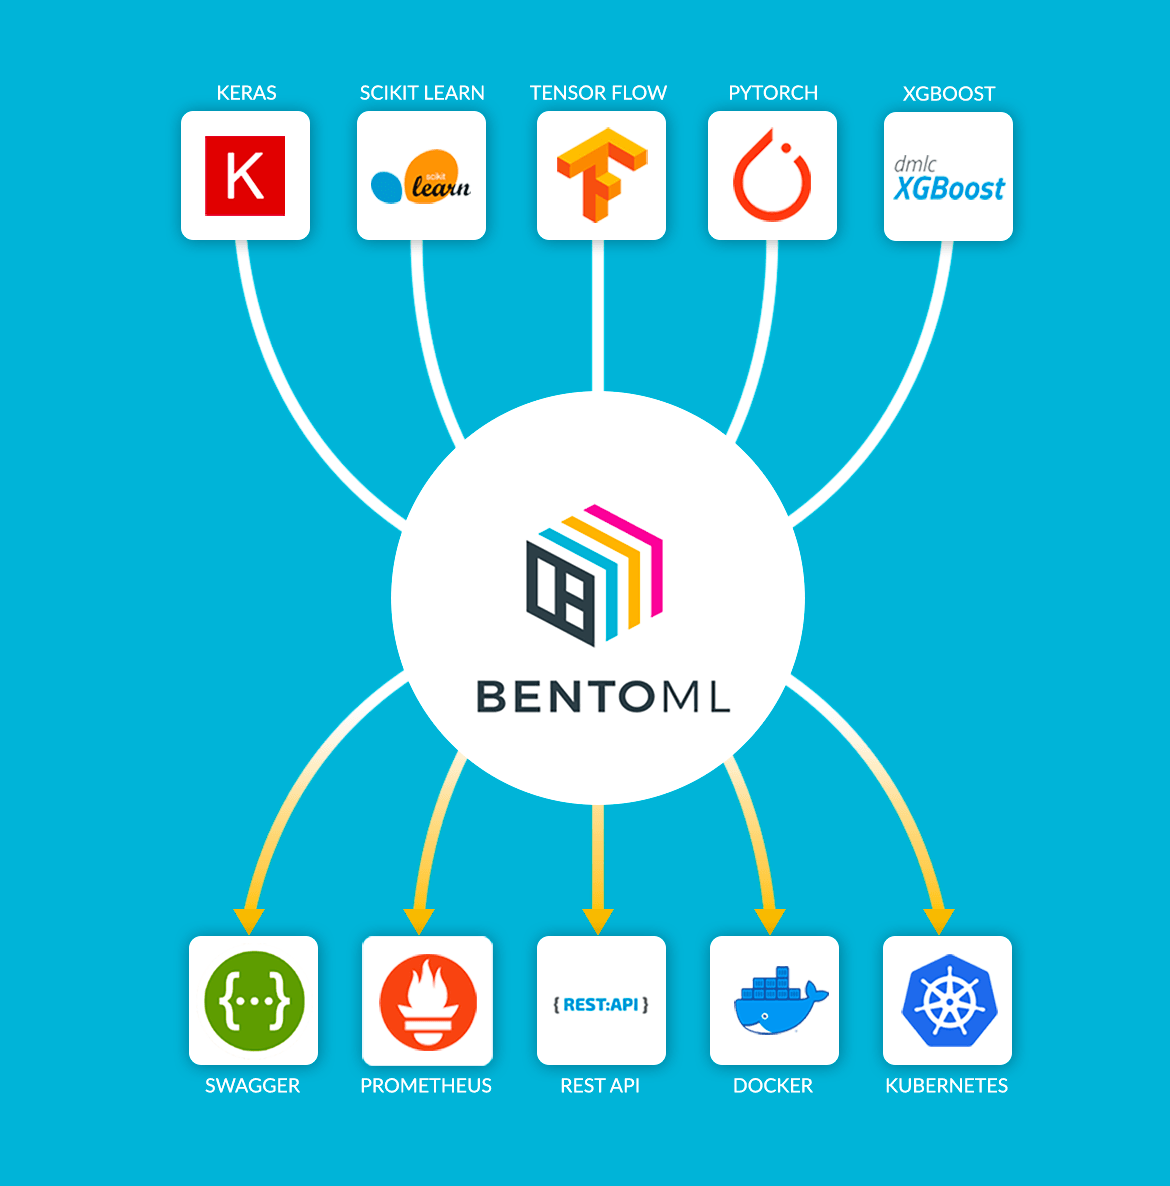 KERAS
SCIKIT LEARN
TENSOR FLOW
PYTORCH
XGBOOST
K
scikit
learn
dmlc
XGBoost
BENTOML
{···}
{ REST:API }
SWAGGER
PROMETHEUS
REST API
DOCKER
KUBERNETES